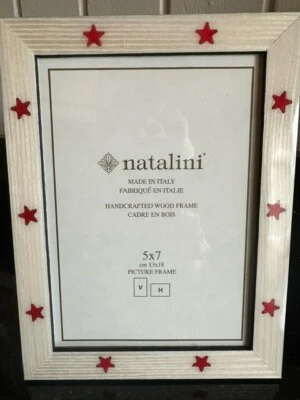 natalini®
MADE IN ITALY
FABRIQUÉ EN ITALIE
HANDCRAFTED WOOD FRAME
CADRE EN BOIS
5x7
cm 13x18
PICTURE FRAME
V H